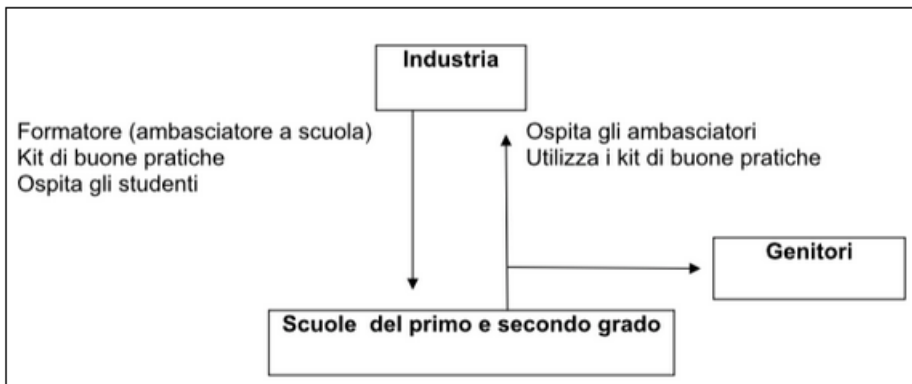 Industria
Formatore (ambasciatore a scuola)
Kit di buone pratiche
Ospita gli studenti
Ospita gli ambasciatori
Utilizza i kit di buone pratiche
Genitori
Scuole del primo e secondo grado